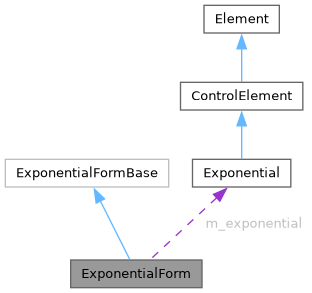 Element
ControlElement
ExponentialFormBase
Exponential
m_exponential
ExponentialForm